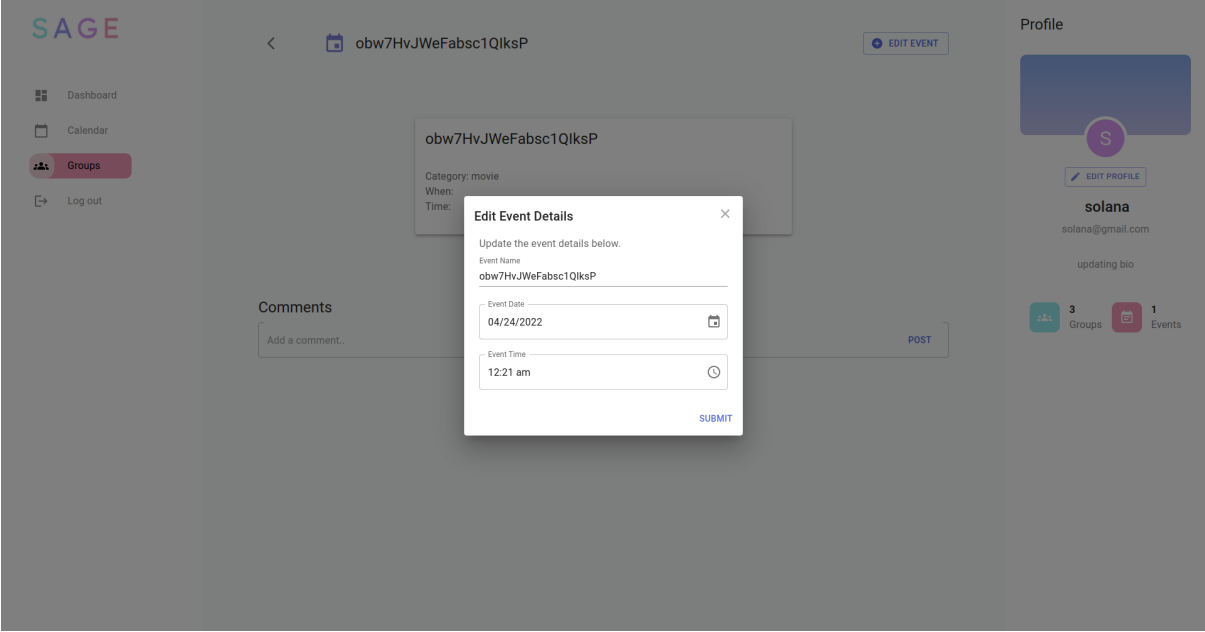 SAGE
Dashboard
Calendar
Groups
Log out
obw7HvJWeFabsc1QIksP
EDIT EVENT
obw7HvJWeFabsc1QIksP
Category: movie
When:
Time:
Edit Event Details
Update the event details below.
Event Name
obw7HvJWeFabsc1QIksP
Event Date
04/24/2022
Event Time
12:21 am
SUBMIT
Comments
Add a comment..
POST
Profile
S
EDIT PROFILE
solana
solana@gmail.com
updating bio
3
Groups
1
Events